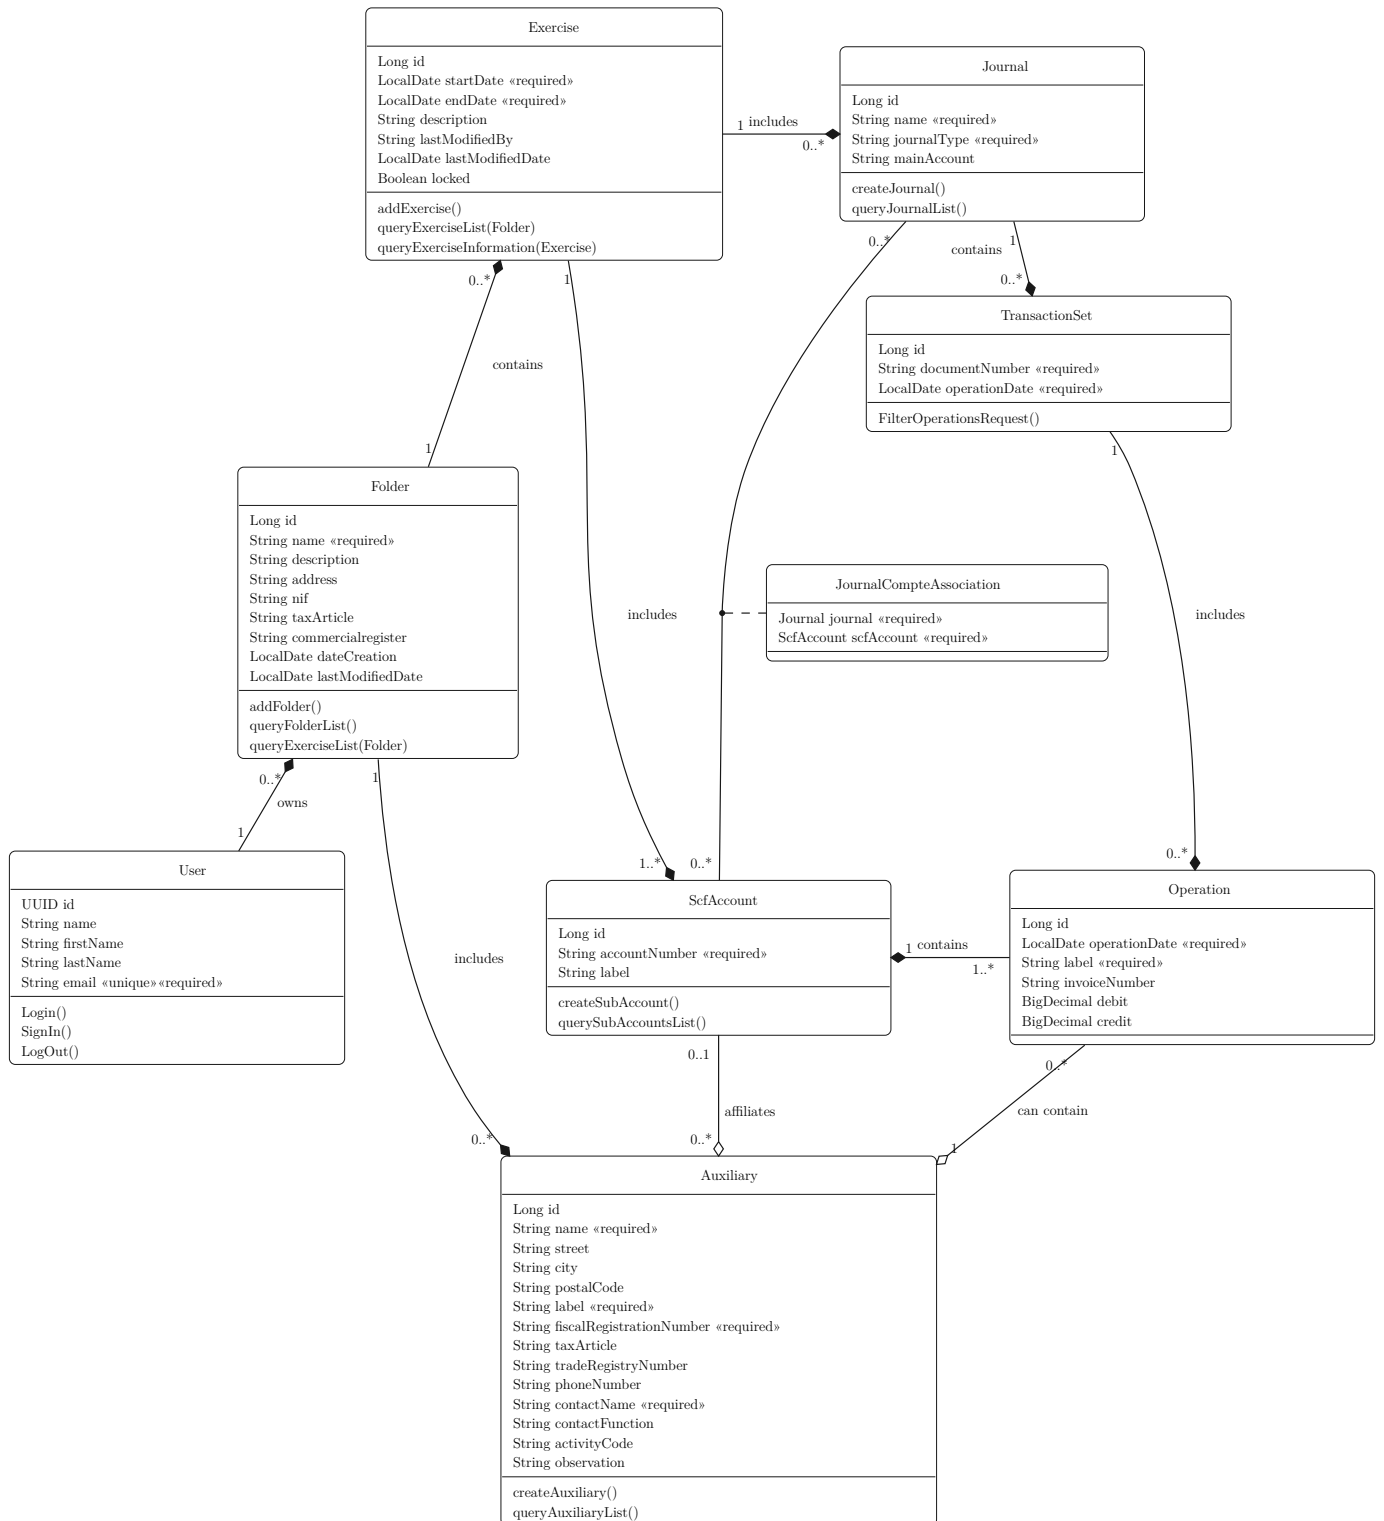 Exercise
Long id
LocalDate startDate «required»
LocalDate endDate «required»
String description
String lastModifiedBy
LocalDate lastModifiedDate
Boolean locked
addExercise()
queryExerciseList(Folder)
queryExerciseInformation(Exercise)
1 includes
0..*
Journal
Long id
String name «required»
String journalType «required»
String mainAccount
createJournal()
queryJournalList()
0..*
1
contains
0..*
0..*
1
contains
1
TransactionSet
Long id
String documentNumber «required»
LocalDate operationDate «required»
FilterOperationsRequest()
1
Folder
Long id
String name «required»
String description
String address
String nif
String taxArticle
String commercialregister
LocalDate dateCreation
LocalDate lastModifiedDate
addFolder()
queryFolderList()
queryExerciseList(Folder)
includes
JournalCompteAssociation
Journal journal «required»
ScfAccount scfAccount «required»
includes
0..*
owns
1
1
1..*
0..*
0..*
User
UUID id
String name
String firstName
String lastName
String email «unique»«required»
Login()
SignIn()
LogOut()
includes
ScfAccount
Long id
String accountNumber «required»
String label
createSubAccount()
querySubAccountsList()
1 contains
1..*
Operation
Long id
LocalDate operationDate «required»
String label «required»
String invoiceNumber
BigDecimal debit
BigDecimal credit
0..1
affiliates
0..*
0..*
0..*
can contain
1
Auxiliary
Long id
String name «required»
String street
String city
String postalCode
String label «required»
String fiscalRegistrationNumber «required»
String taxArticle
String tradeRegistryNumber
String phoneNumber
String contactName «required»
String contactFunction
String activityCode
String observation
createAuxiliary()
queryAuxiliaryList()